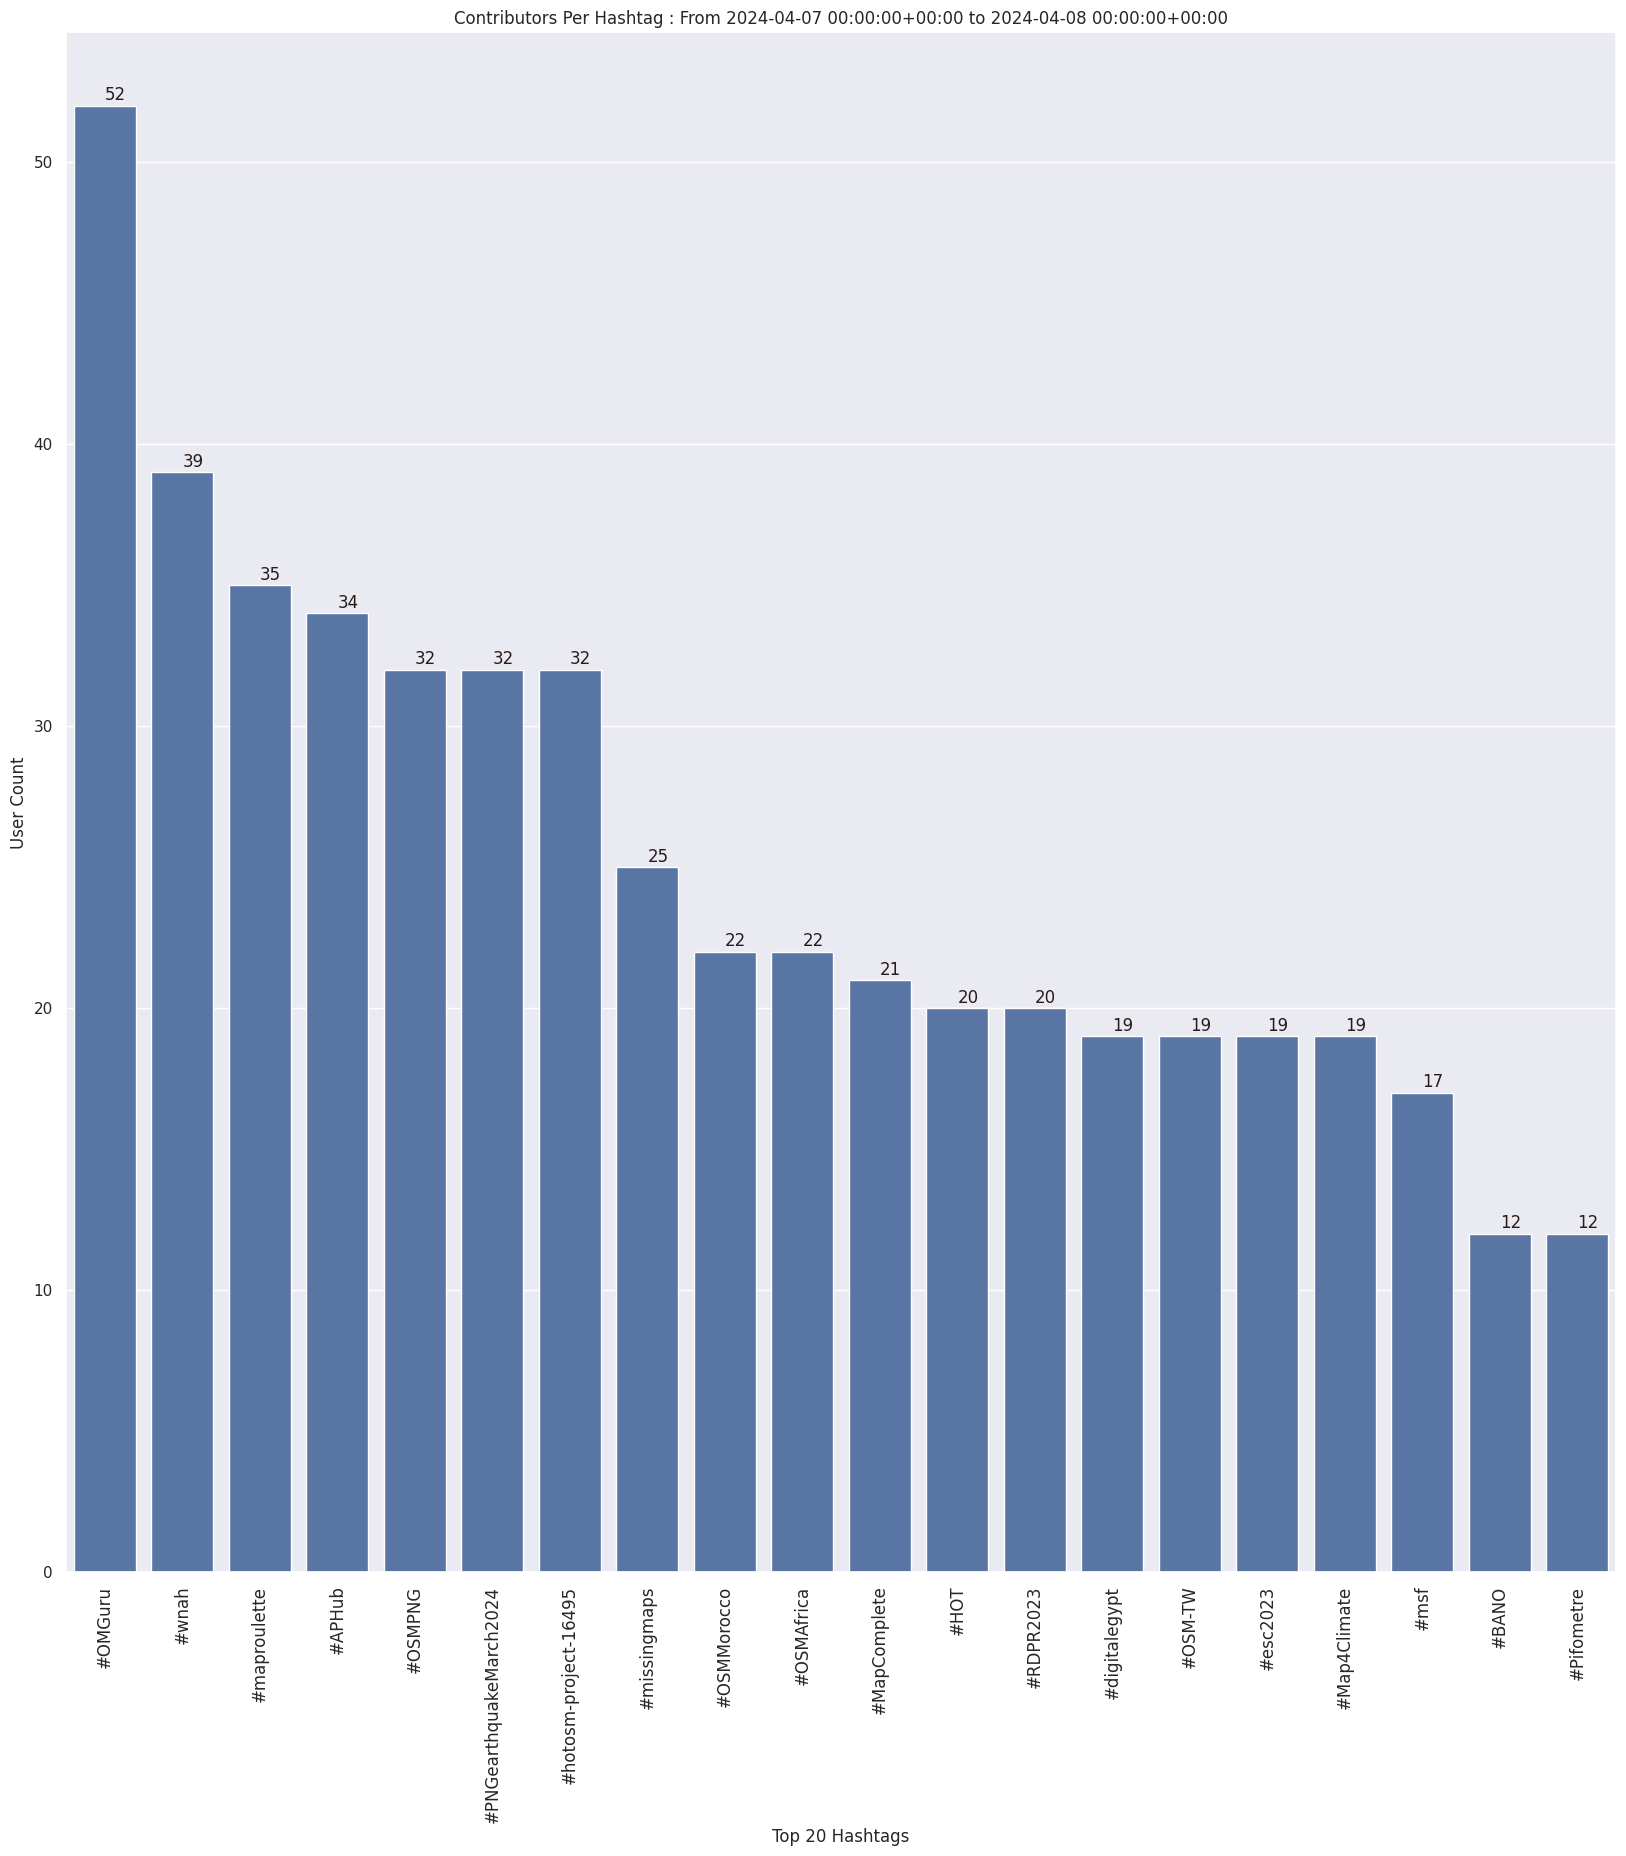 Contributors Per Hashtag : From 2024-04-07 00:00:00+00:00 to 2024-04-08 00:00:00+00:00
52
50
40
39
35
34
32
32
32
30
25
22
22
21
20
20
20
19
19
19
19
17
12
12
10
0
User Count
#OMGuru
#wnah
#maproulette
#APHub
#OSMPNG
#PNGearthquakeMarch2024
#hotosm-project-16495
#missingmaps
#OSMMorocco
#OSMAfrica
#MapComplete
#HOT
#RDPR2023
#digitalegypt
#OSM-TW
#esc2023
#Map4Climate
#msf
#BANO
#Pifometre
Top 20 Hashtags